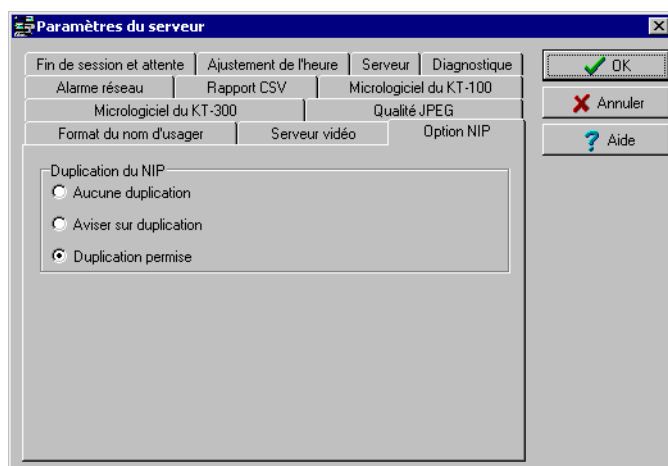 Paramètres du serveur
Fin de session et attente Ajustement de l'heure Serveur Diagnostique
Alarme réseau Rapport CSV Micrologiciel du KT-100
Micrologiciel du KT-300 Qualité JPEG
Format du nom d'usager Serveur vidéo Option NIP
Duplication du NIP
Aucune duplication
Aviser sur duplication
Duplication permise
OK
Annuler
Aide